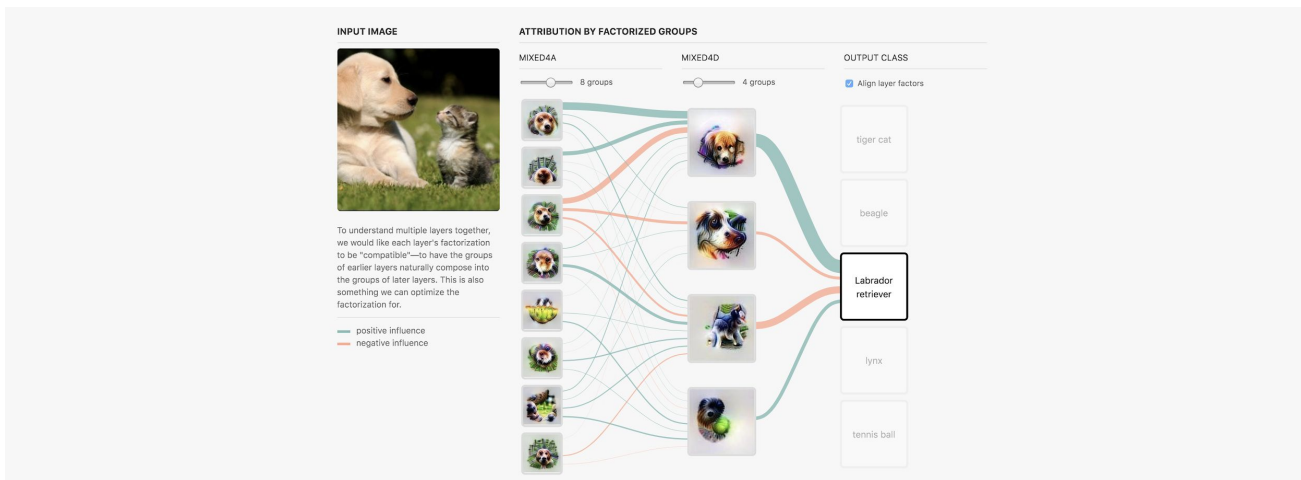 INPUT IMAGE
To understand multiple layers together,
we would like each layer's factorization
to be "compatible"—to have the groups
of earlier layers naturally compose into
the groups of later layers. This is also
something we can optimize the
factorization for.
positive influence
negative influence
ATTRIBUTION BY FACTORIZED GROUPS
MIXED4A
8 groups
MIXED4D
4 groups
OUTPUT CLASS
Align layer factors
tiger cat
beagle
Labrador
retriever
lynx
tennis ball